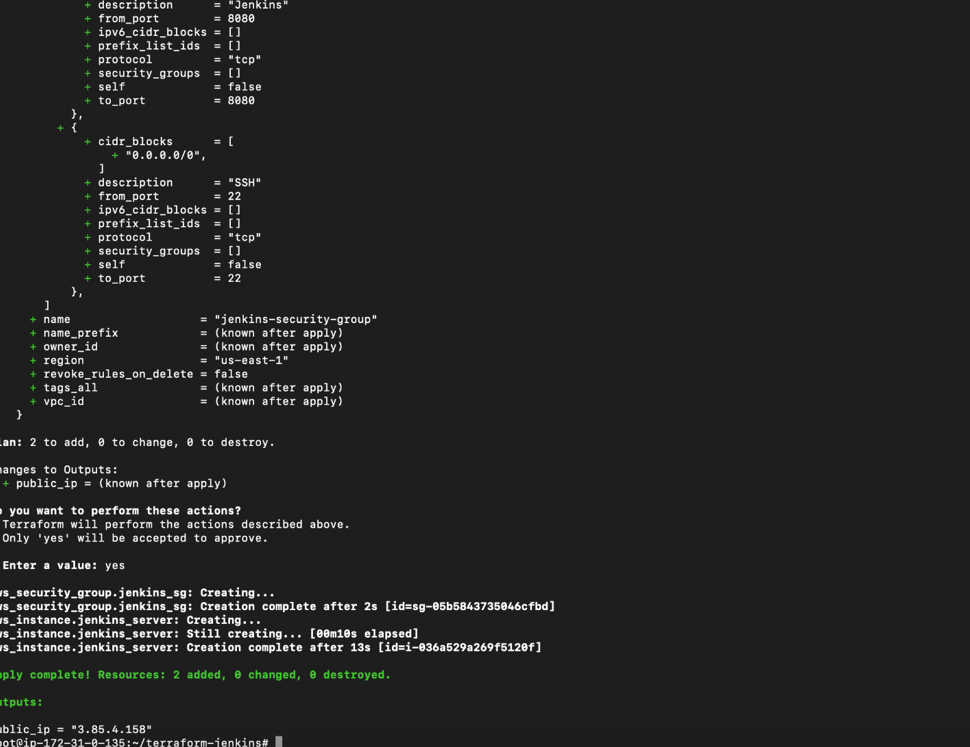 + description      = "Jenkins"
+ from_port        = 8080
+ ipv6_cidr_blocks = []
+ prefix_list_ids  = []
+ protocol         = "tcp"
+ security_groups  = []
+ self             = false
+ to_port          = 8080
},
+ {
+ cidr_blocks      = [
+ "0.0.0.0/0",
]
+ description      = "SSH"
+ from_port        = 22
+ ipv6_cidr_blocks = []
+ prefix_list_ids  = []
+ protocol         = "tcp"
+ security_groups  = []
+ self             = false
+ to_port          = 22
},
]
+ name                   = "jenkins-security-group"
+ name_prefix            = (known after apply)
+ owner_id               = (known after apply)
+ region                 = "us-east-1"
+ revoke_rules_on_delete = false
+ tags_all               = (known after apply)
+ vpc_id                 = (known after apply)
}
lan: 2 to add, 0 to change, 0 to destroy.
hanges to Outputs:
+ public_ip = (known after apply)
o you want to perform these actions?
Terraform will perform the actions described above.
Only 'yes' will be accepted to approve.
Enter a value: yes
ws_security_group.jenkins_sg: Creating...
ws_security_group.jenkins_sg: Creation complete after 2s [id=sg-05b5843735046cfbd]
ws_instance.jenkins_server: Creating...
ws_instance.jenkins_server: Still creating... [00m10s elapsed]
ws_instance.jenkins_server: Creation complete after 13s [id=i-036a529a269f5120f]
pply complete! Resources: 2 added, 0 changed, 0 destroyed.
utputs:
ublic_ip = "3.85.4.158"
oot@ip-172-31-0-135:~/terraform-jenkins#